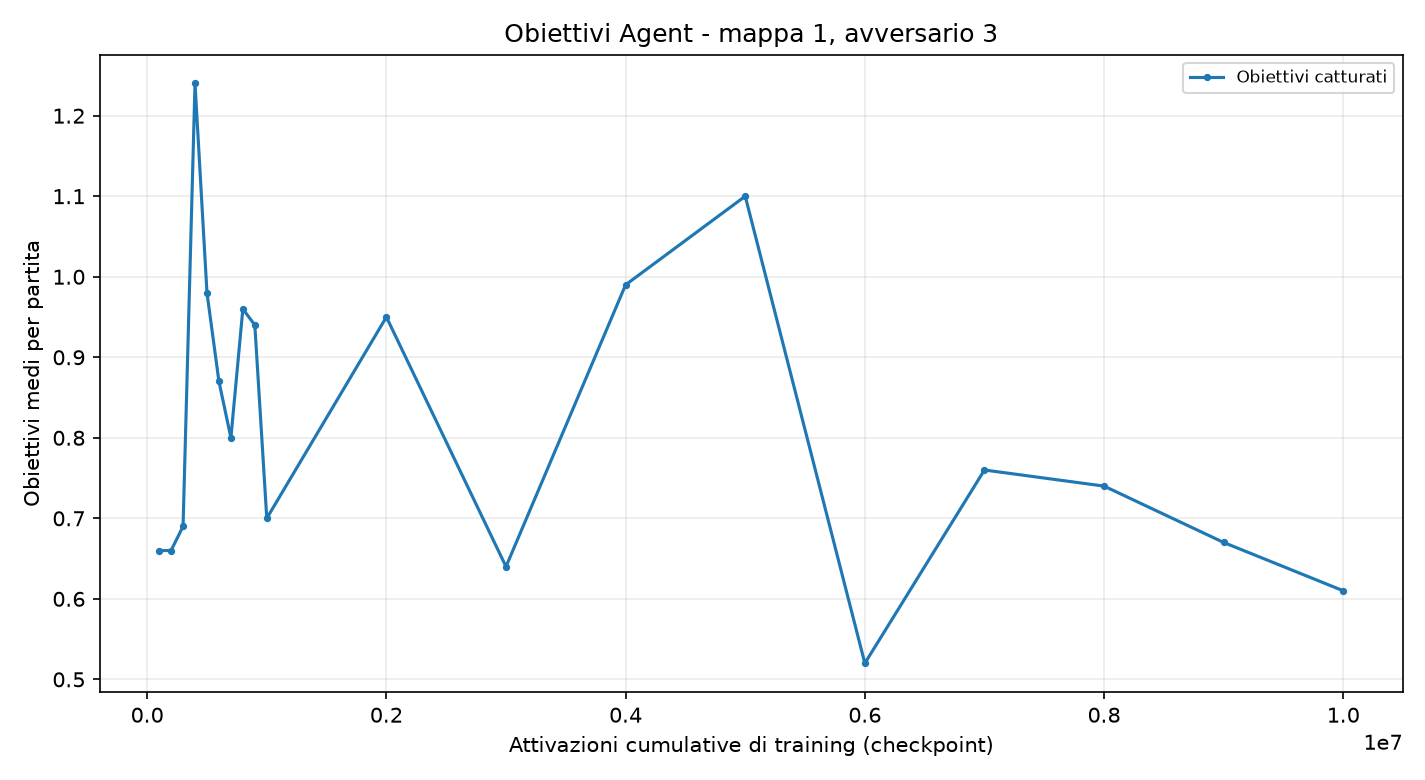 Obiettivi Agent - mappa 1, avversario 3
Obiettivi catturati
Obiettivi medi per partita
1.2
1.1
1.0
0.9
0.8
0.7
0.6
0.5
0.0 0.2 0.4 0.6 0.8 1.0
1e7
Attivazioni cumulative di training (checkpoint)